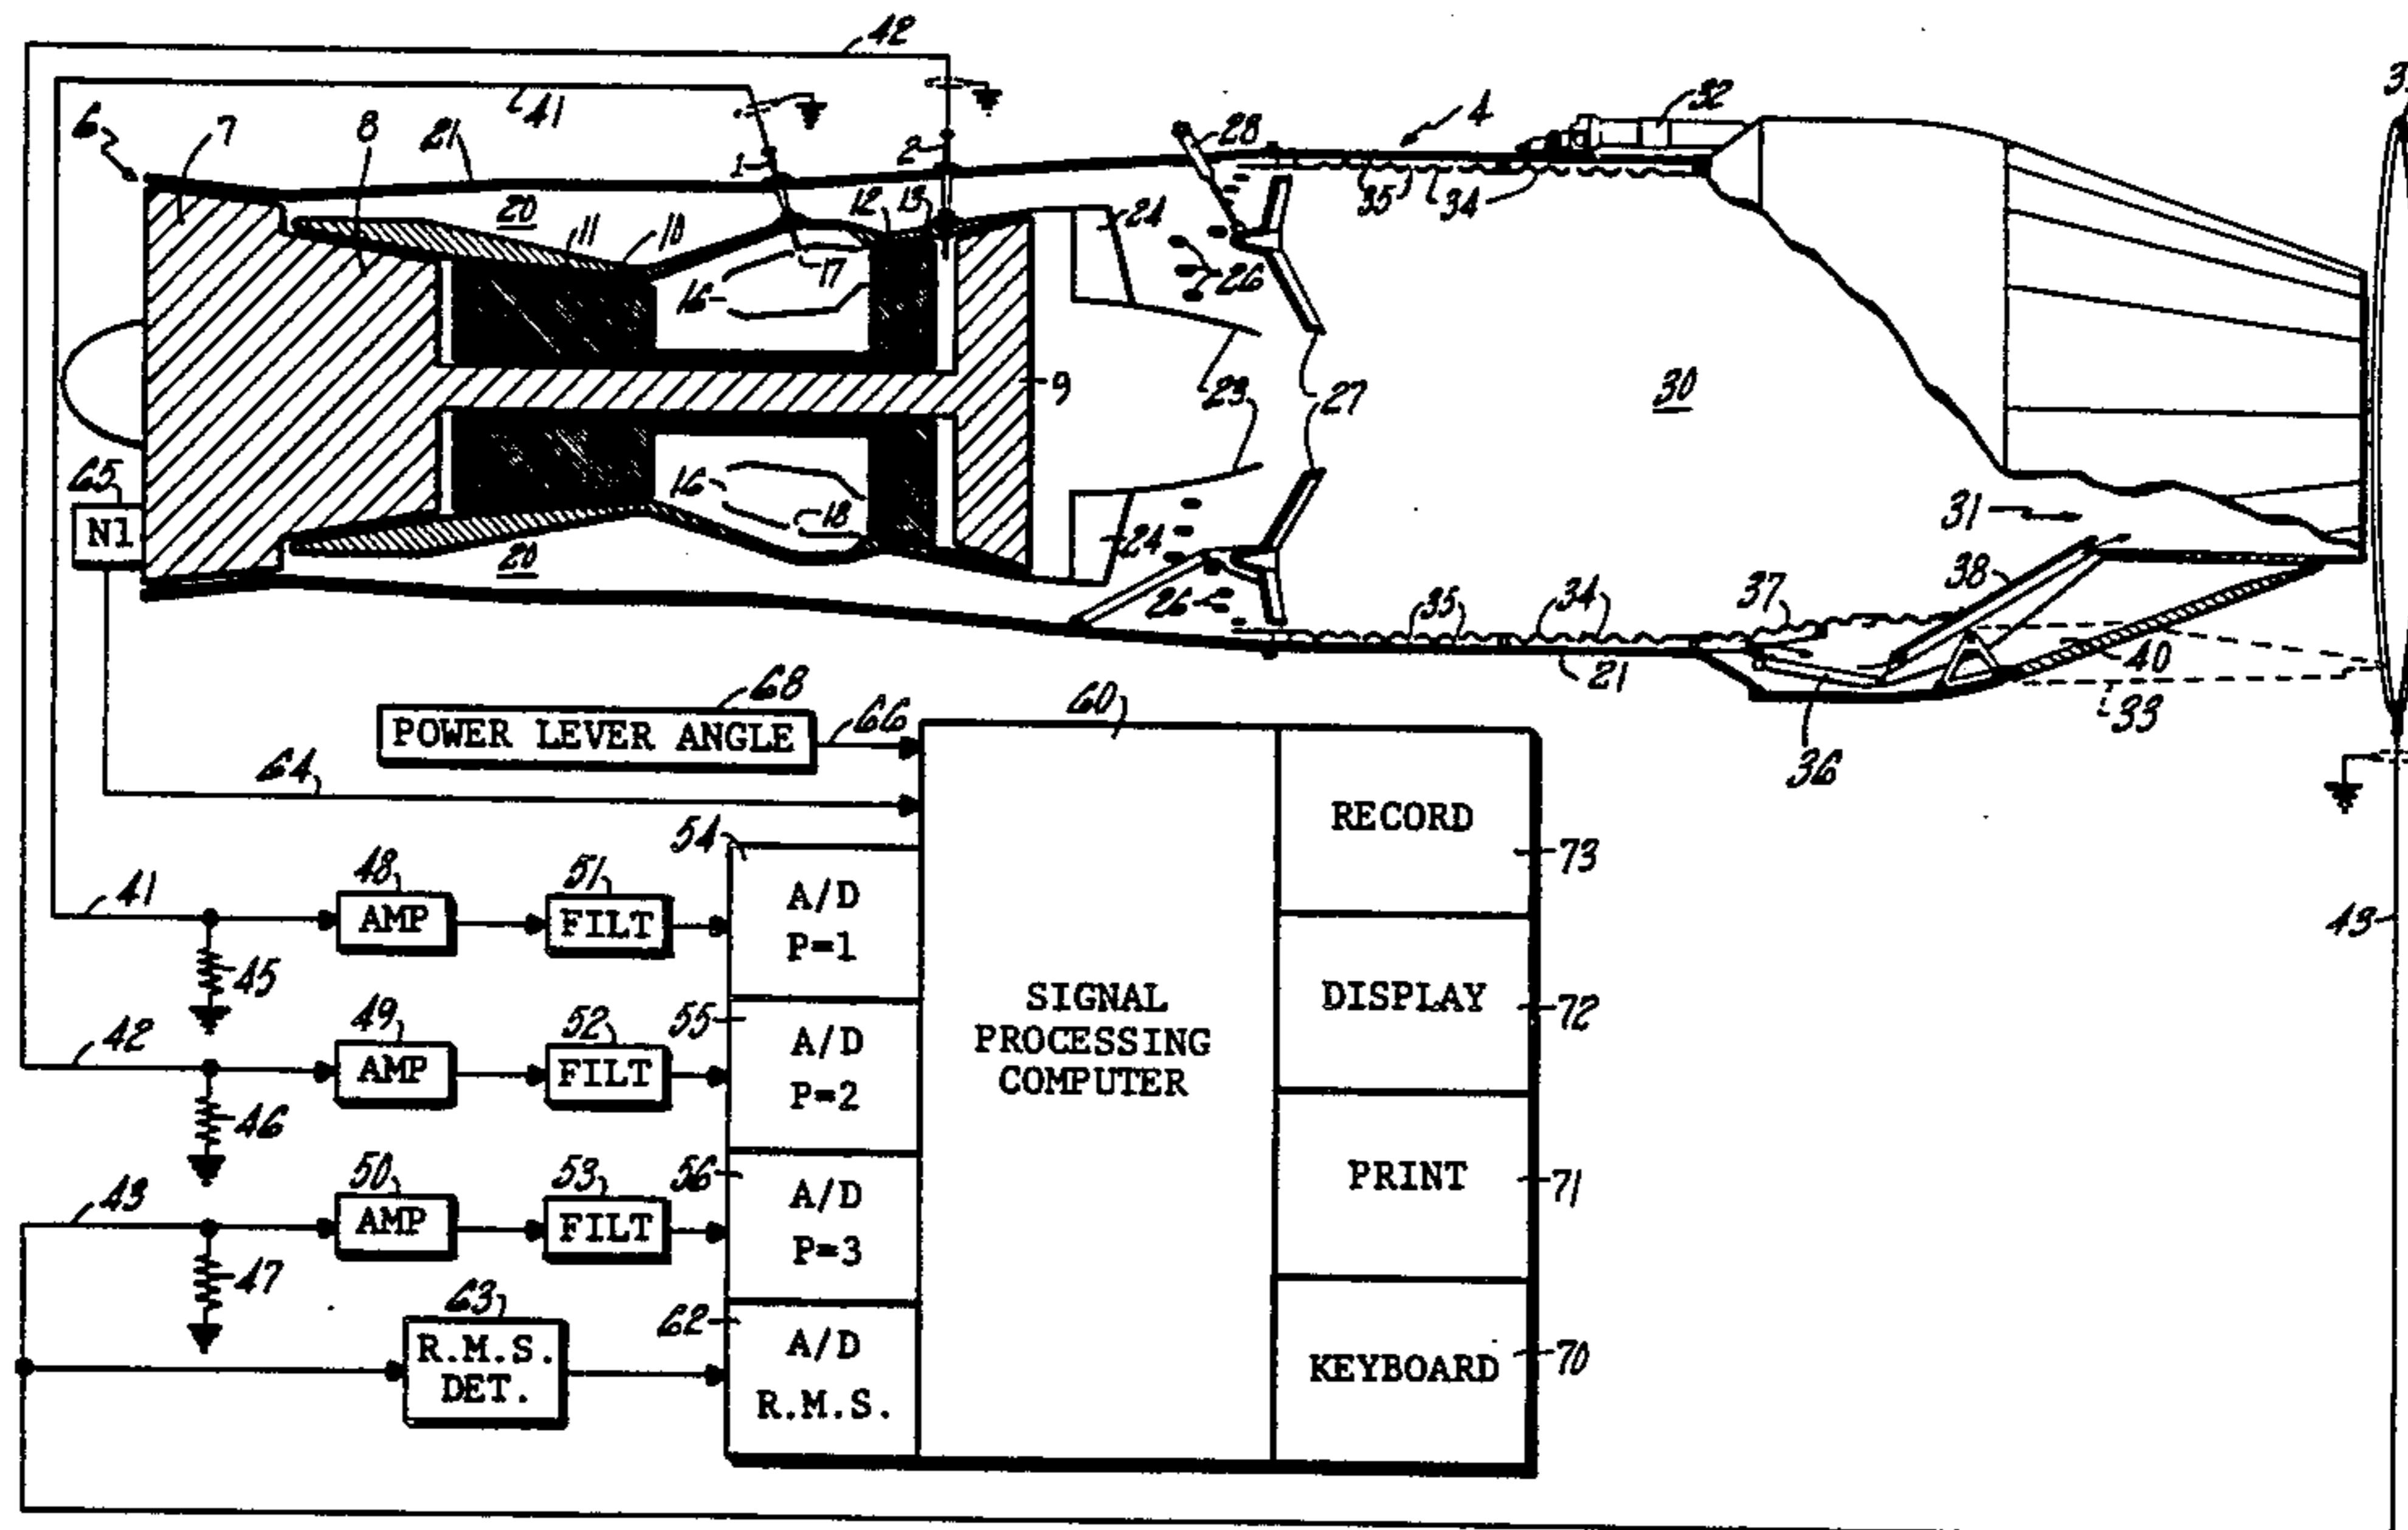 42
41
6
7
8
21
1
2
28
4
32
3
20
11
10
12
13
24
35
34
16
17
26
9
23
27
30
65
N1
16
18
20
24
26
31
38
35
34
37
21
40
33
36
68
POWER LEVER ANGLE
66
60
64
RECORD
73
54
41
48
AMP
51
FILT
A/D
P=1
45
43
42
49
AMP
52
FILT
55
A/D
P=2
SIGNAL
PROCESSING
COMPUTER
DISPLAY
72
46
43
50
AMP
53
FILT
56
A/D
P=3
PRINT
71
47
63
R.M.S.
DET.
62
A/D
R.M.S.
KEYBOARD
70